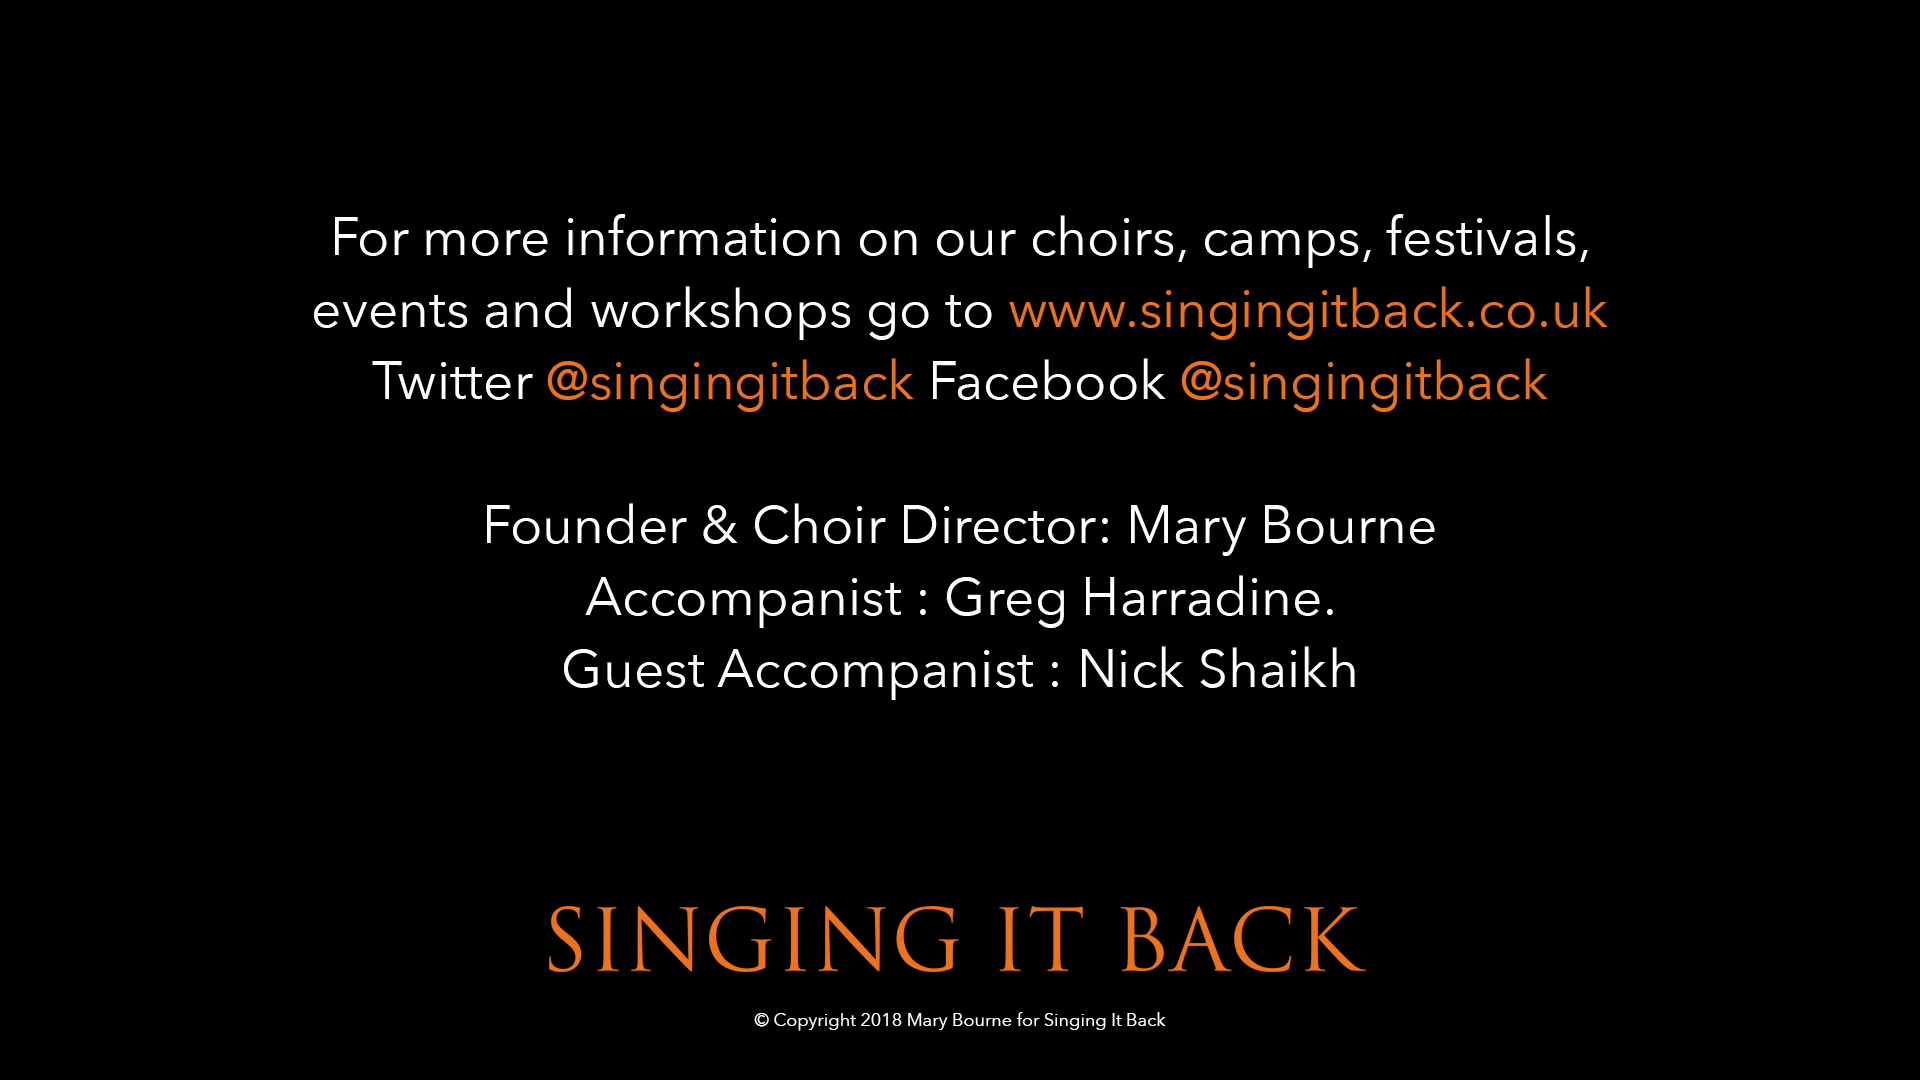 For more information on our choirs, camps, festivals,
events and workshops go to www.singingitback.co.uk
Twitter @singingitback Facebook @singingitback
Founder & Choir Director: Mary Bourne
Accompanist : Greg Harradine.
Guest Accompanist : Nick Shaikh
SINGING IT BACK
© Copyright 2018 Mary Bourne for Singing It Back